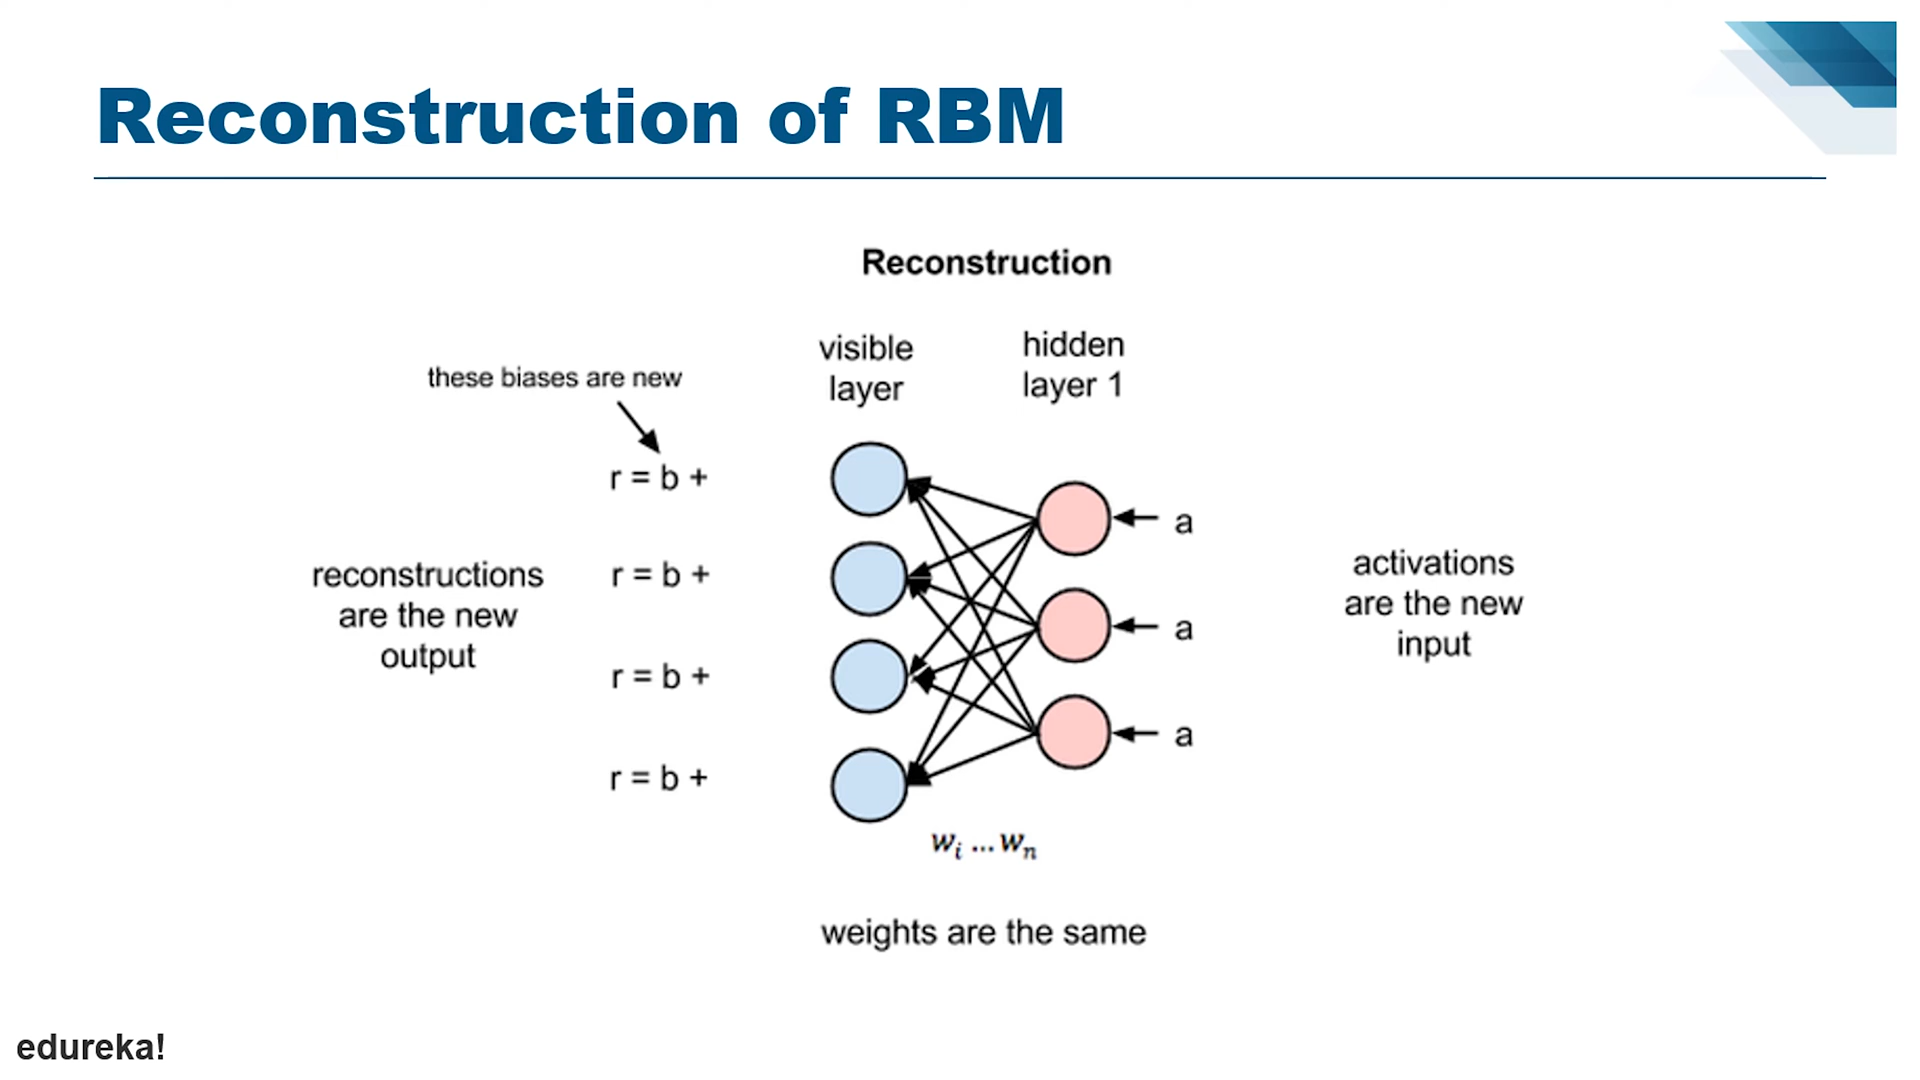 Reconstruction of RBM
Reconstruction
visible
layer
hidden
layer 1
these biases are new
r = b +
r = b +
r = b +
r = b +
reconstructions
are the new
output
a
a
a
activations
are the new
input
wᵢ ... wₙ
weights are the same
edureka!